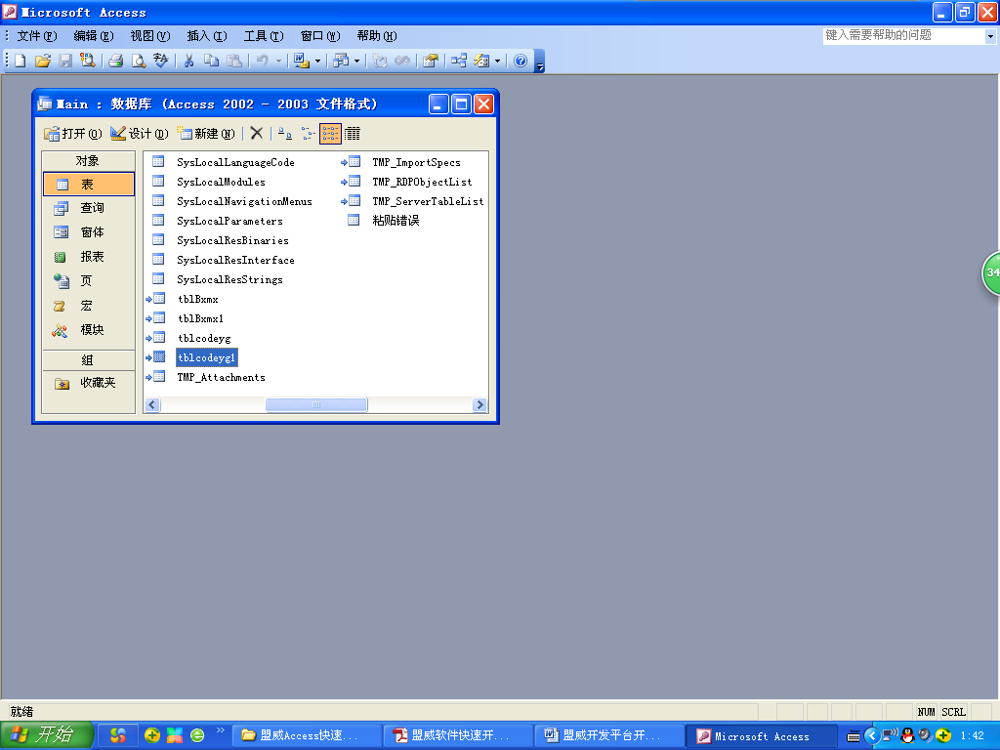 Microsoft Access
文件(F) 编辑(E) 视图(V) 插入(I) 工具(T) 窗口(W) 帮助(H) 键入需要帮助的问题
Main : 数据库 (Access 2002 - 2003 文件格式)
打开(O) 设计(D) 新建(N)
对象
表
查询
窗体
报表
页
宏
模块
组
收藏夹
SysLocalLanguageCode
SysLocalModules
SysLocalNavigationMenus
SysLocalParameters
SysLocalResBinaries
SysLocalResInterface
SysLocalResStrings
tblBxmx
tblBxmx1
tblcodeyg
tblcodeyg1
TMP_Attachments
TMP_ImportSpecs
TMP_RDPObjectList
TMP_ServerTableList
粘贴错误
34
就绪 NUM SCRL
开始 盟威Access快速... 盟威软件快速开... 盟威开发平台开... Microsoft Access 1:42